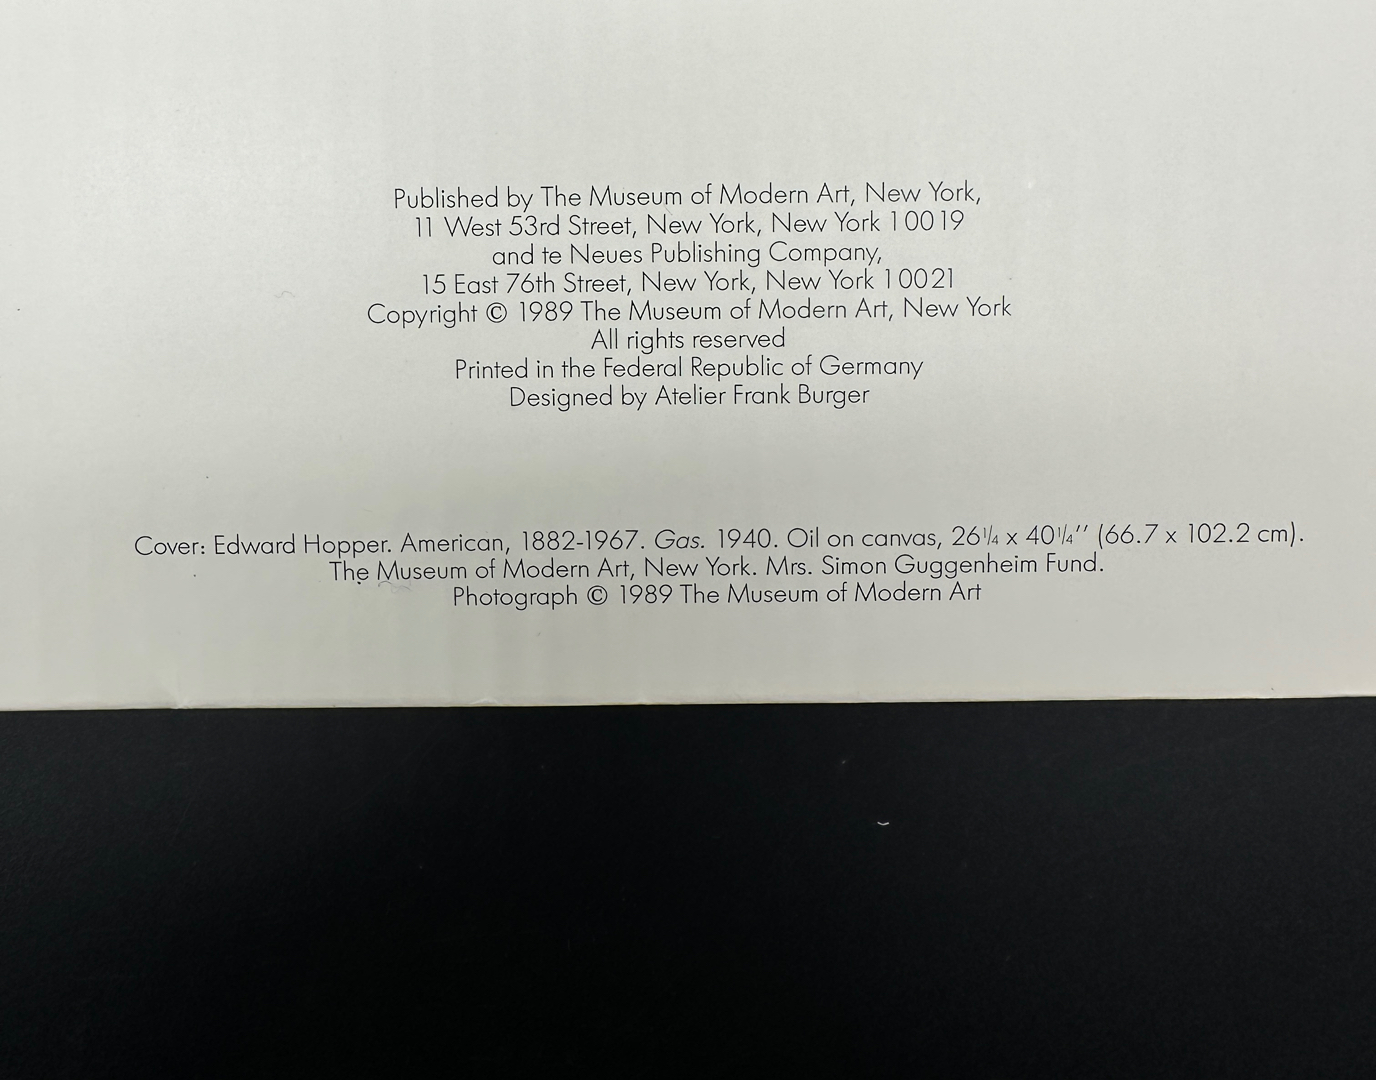 Published by The Museum of Modern Art, New York,
11 West 53rd Street, New York, New York 10019
and te Neues Publishing Company,
15 East 76th Street, New York, New York 10021
Copyright © 1989 The Museum of Modern Art, New York
All rights reserved
Printed in the Federal Republic of Germany
Designed by Atelier Frank Burger
Cover: Edward Hopper. American, 1882-1967. Gas. 1940. Oil on canvas, 26¼ x 40¼′′ (66.7 x 102.2 cm).
The Museum of Modern Art, New York. Mrs. Simon Guggenheim Fund.
Photograph © 1989 The Museum of Modern Art